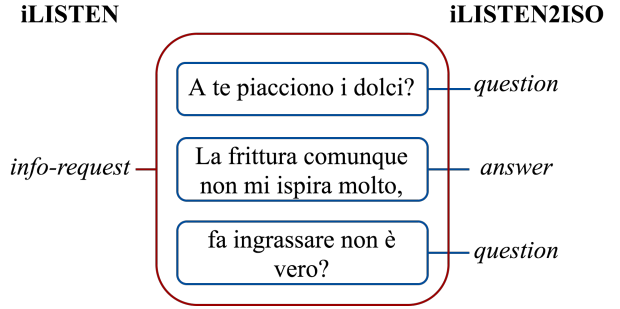 iLISTEN
iLISTEN2ISO
A te piacciono i dolci?
question
info-request
La frittura comunque
non mi ispira molto,
answer
fa ingrassare non è
vero?
question